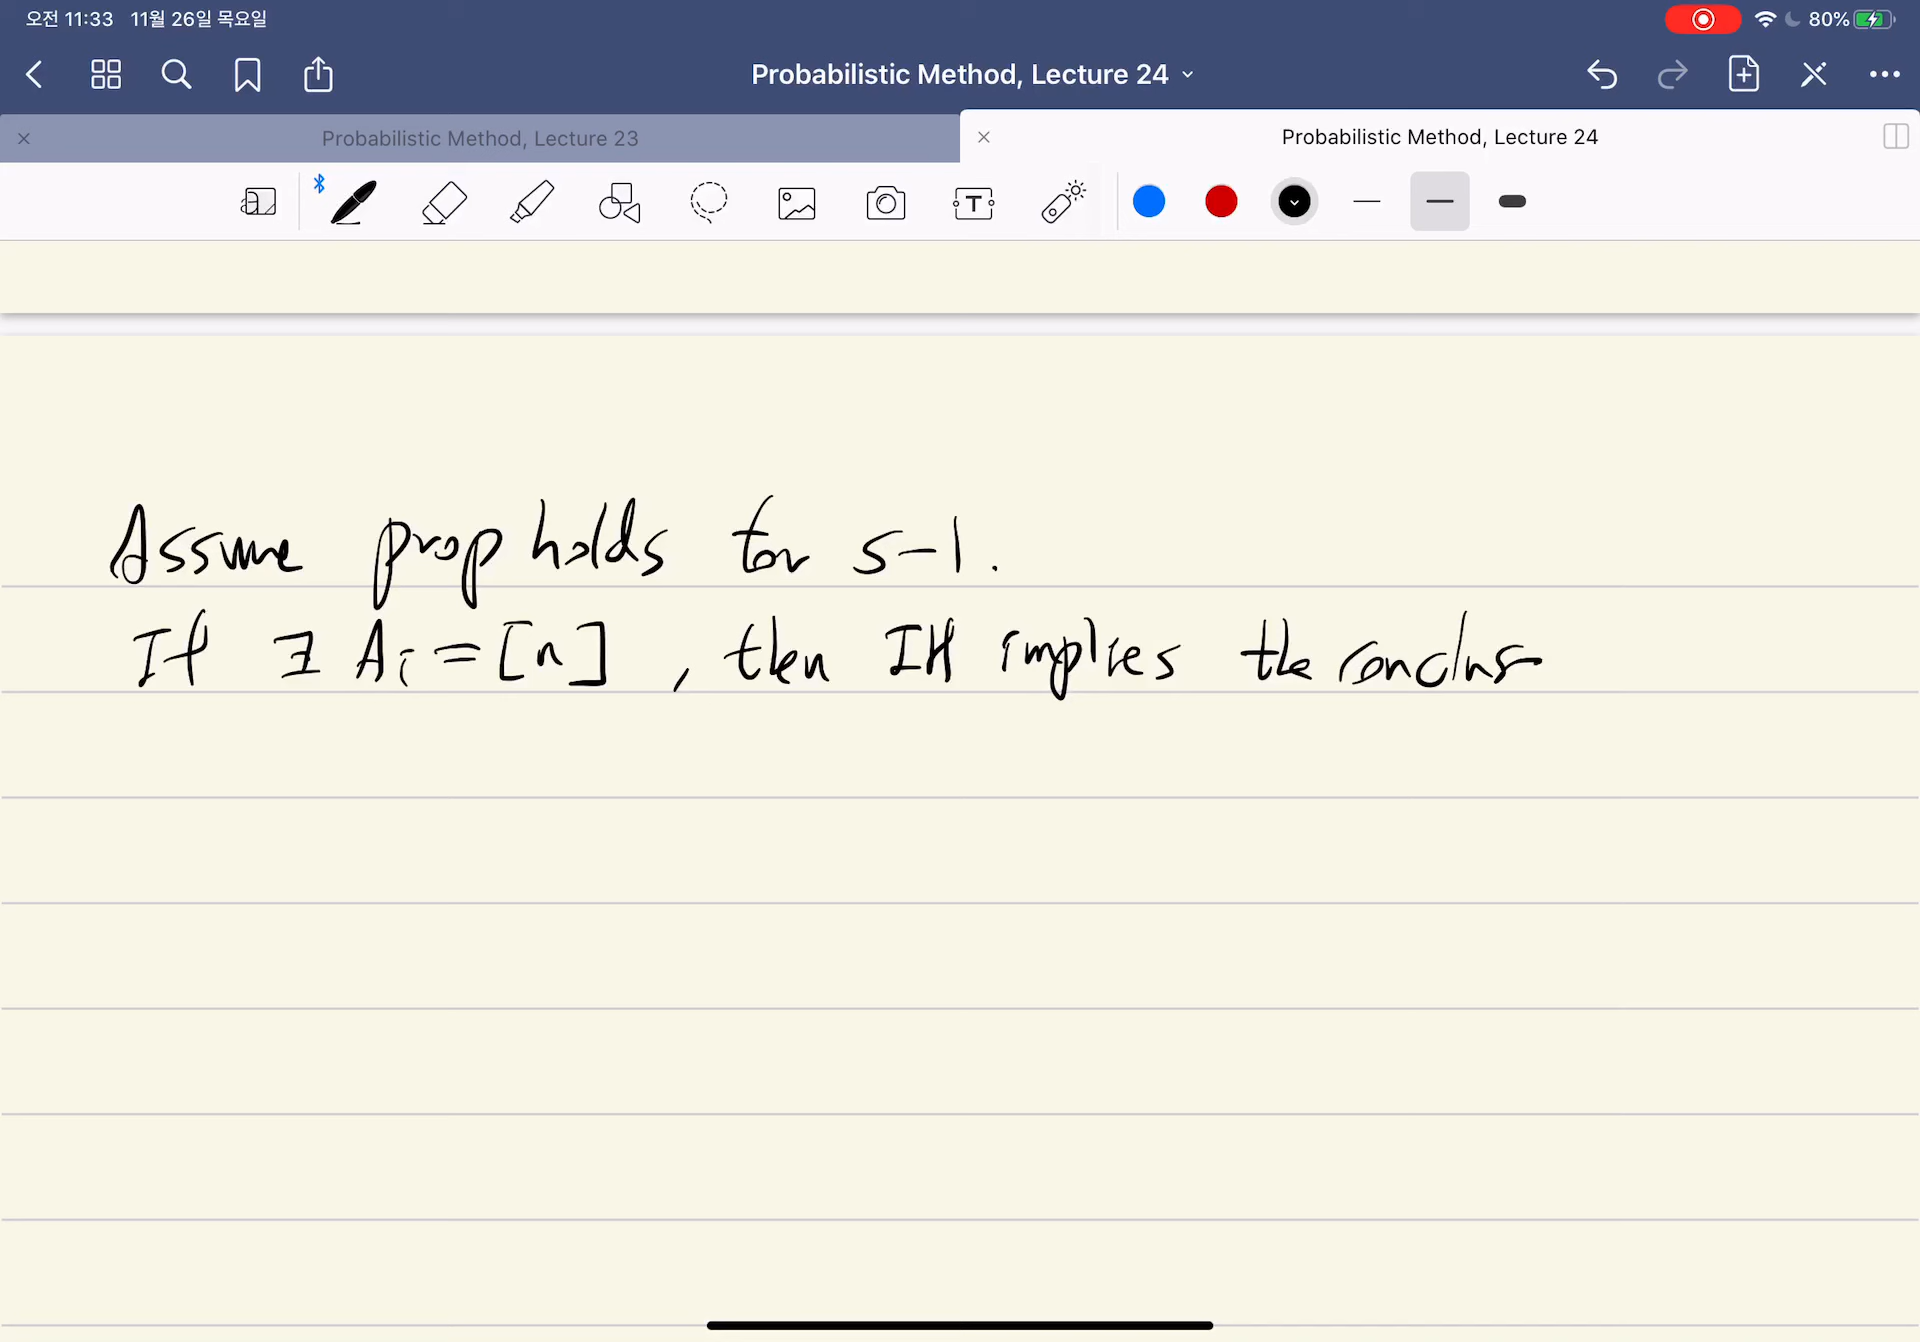 오전 11:33 11월 26일 목요일 80%
Probabilistic Method, Lecture 24
Probabilistic Method, Lecture 23
Probabilistic Method, Lecture 24
Assume prop holds for s-1.
If ∃ A_i = [n], then IH implies the conclus